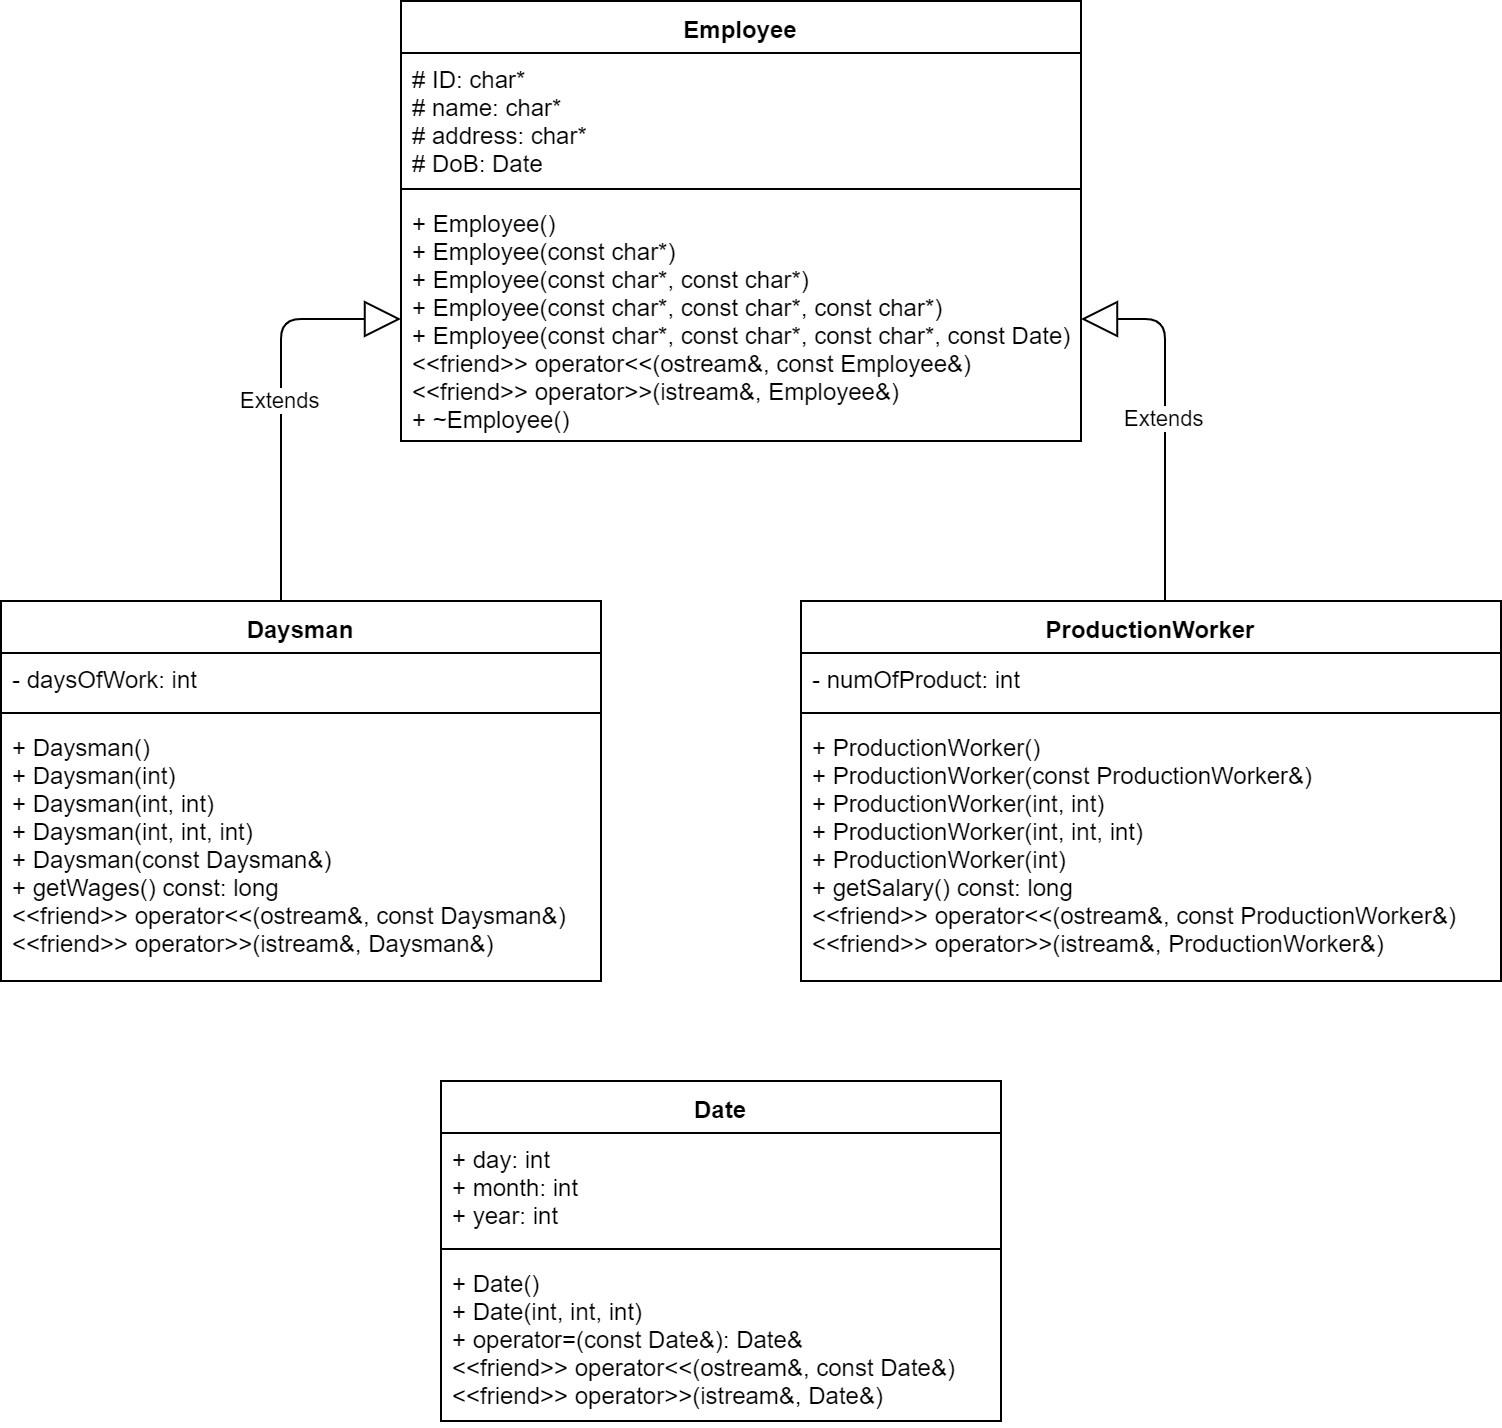 Employee
# ID: char*
# name: char*
# address: char*
# DoB: Date
+ Employee()
+ Employee(const char*)
+ Employee(const char*, const char*)
+ Employee(const char*, const char*, const char*)
+ Employee(const char*, const char*, const char*, const Date)
<<friend>> operator<<(ostream&, const Employee&)
<<friend>> operator>>(istream&, Employee&)
+ ~Employee()
Extends
Extends
Daysman
- daysOfWork: int
+ Daysman()
+ Daysman(int)
+ Daysman(int, int)
+ Daysman(int, int, int)
+ Daysman(const Daysman&)
+ getWages() const: long
<<friend>> operator<<(ostream&, const Daysman&)
<<friend>> operator>>(istream&, Daysman&)
ProductionWorker
- numOfProduct: int
+ ProductionWorker()
+ ProductionWorker(const ProductionWorker&)
+ ProductionWorker(int, int)
+ ProductionWorker(int, int, int)
+ ProductionWorker(int)
+ getSalary() const: long
<<friend>> operator<<(ostream&, const ProductionWorker&)
<<friend>> operator>>(istream&, ProductionWorker&)
Date
+ day: int
+ month: int
+ year: int
+ Date()
+ Date(int, int, int)
+ operator=(const Date&): Date&
<<friend>> operator<<(ostream&, const Date&)
<<friend>> operator>>(istream&, Date&)